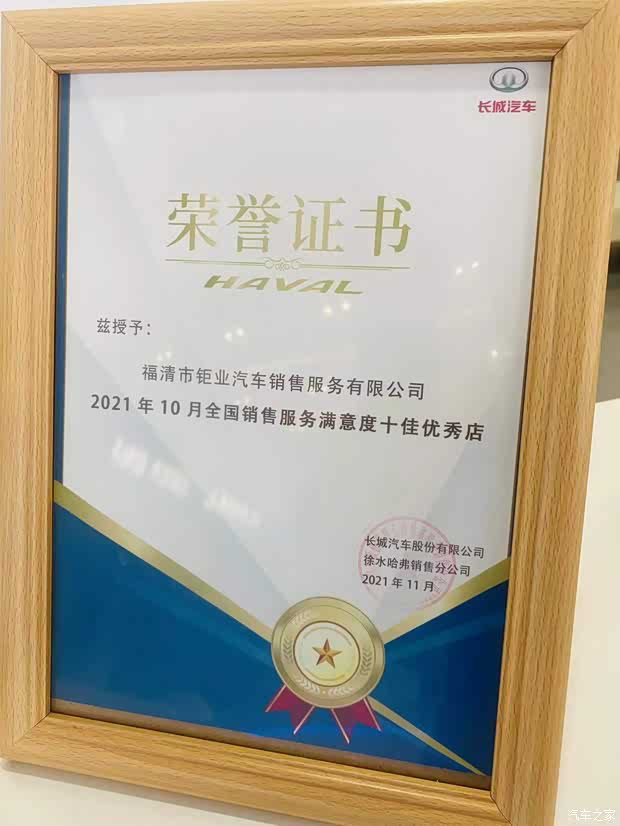 长城汽车
荣誉证书
HAVAL
兹授予：
福清市钜业汽车销售服务有限公司
2021年10月全国销售服务满意度十佳优秀店
长城汽车股份有限公司
徐水哈弗销售分公司
2021年11月
汽车之家